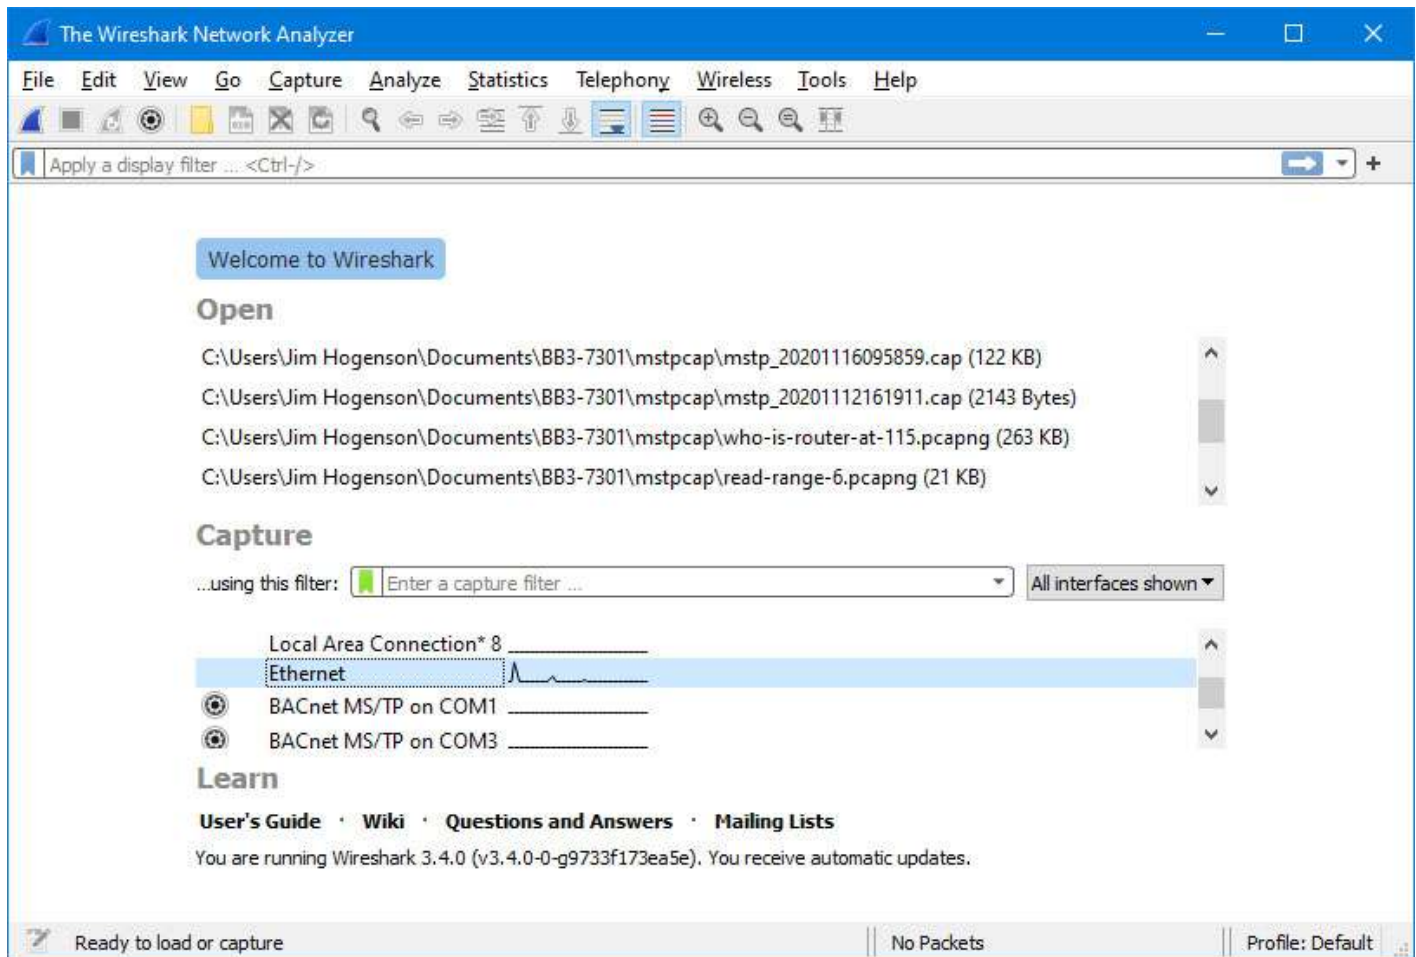 The Wireshark Network Analyzer
File Edit View Go Capture Analyze Statistics Telephony Wireless Tools Help
Apply a display filter ... <Ctrl-/>
+
Welcome to Wireshark
Open
C:\Users\Jim Hogenson\Documents\BB3-7301\mstpcap\mstp_20201116095859.cap (122 KB)
C:\Users\Jim Hogenson\Documents\BB3-7301\mstpcap\mstp_20201112161911.cap (2143 Bytes)
C:\Users\Jim Hogenson\Documents\BB3-7301\mstpcap\who-is-router-at-115.pcapng (263 KB)
C:\Users\Jim Hogenson\Documents\BB3-7301\mstpcap\read-range-6.pcapng (21 KB)
Capture
...using this filter: Enter a capture filter ... All interfaces shown
Local Area Connection* 8
Ethernet
BACnet MS/TP on COM1
BACnet MS/TP on COM3
Learn
User's Guide · Wiki · Questions and Answers · Mailing Lists
You are running Wireshark 3.4.0 (v3.4.0-0-g9733f173ea5e). You receive automatic updates.
Ready to load or capture No Packets Profile: Default